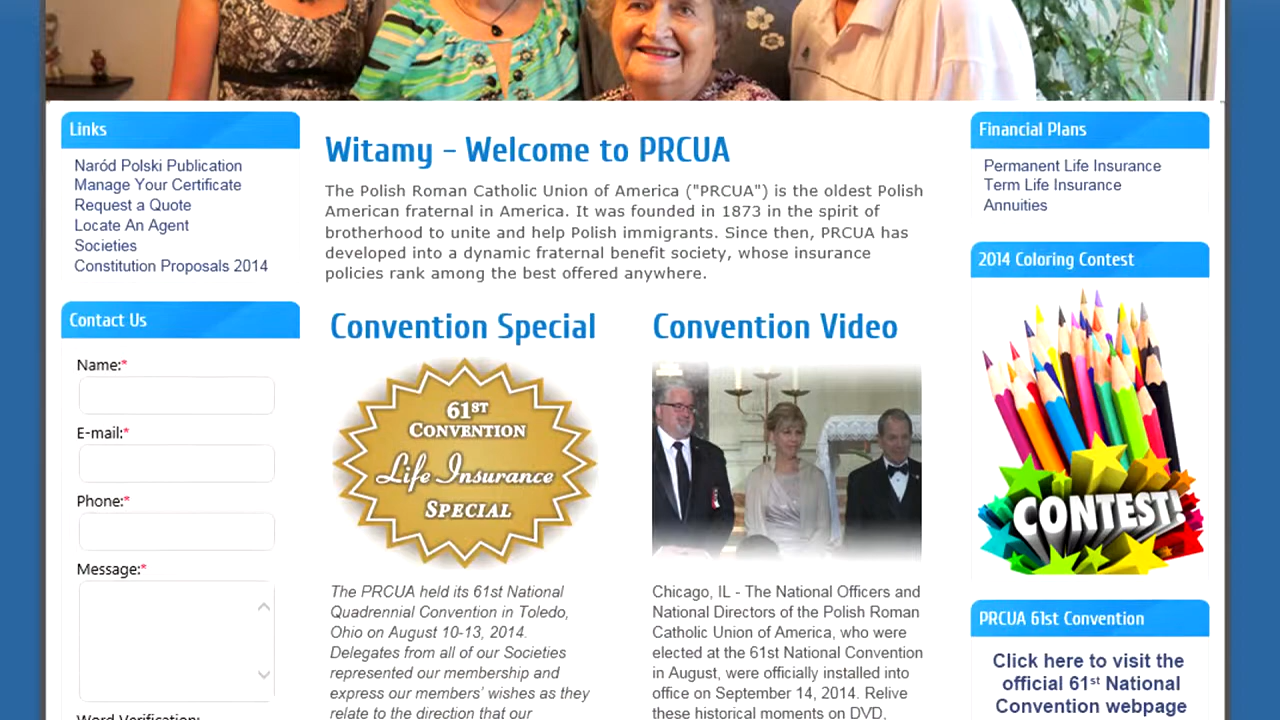 Links
Naród Polski Publication
Manage Your Certificate
Request a Quote
Locate An Agent
Societies
Constitution Proposals 2014
Contact Us
Name:*
E-mail:*
Phone:*
Message:*
Word Verification:
Witamy - Welcome to PRCUA
The Polish Roman Catholic Union of America ("PRCUA") is the oldest Polish
American fraternal in America. It was founded in 1873 in the spirit of
brotherhood to unite and help Polish immigrants. Since then, PRCUA has
developed into a dynamic fraternal benefit society, whose insurance
policies rank among the best offered anywhere.
Convention Special
61ST
CONVENTION
Life Insurance
SPECIAL
The PRCUA held its 61st National
Quadrennial Convention in Toledo,
Ohio on August 10-13, 2014.
Delegates from all of our Societies
represented our membership and
express our members' wishes as they
relate to the direction that our
Convention Video
Chicago, IL - The National Officers and
National Directors of the Polish Roman
Catholic Union of America, who were
elected at the 61st National Convention
in August, were officially installed into
office on September 14, 2014. Relive
these historical moments on DVD,
Financial Plans
Permanent Life Insurance
Term Life Insurance
Annuities
2014 Coloring Contest
CONTEST!
PRCUA 61st Convention
Click here to visit the
official 61st National
Convention webpage